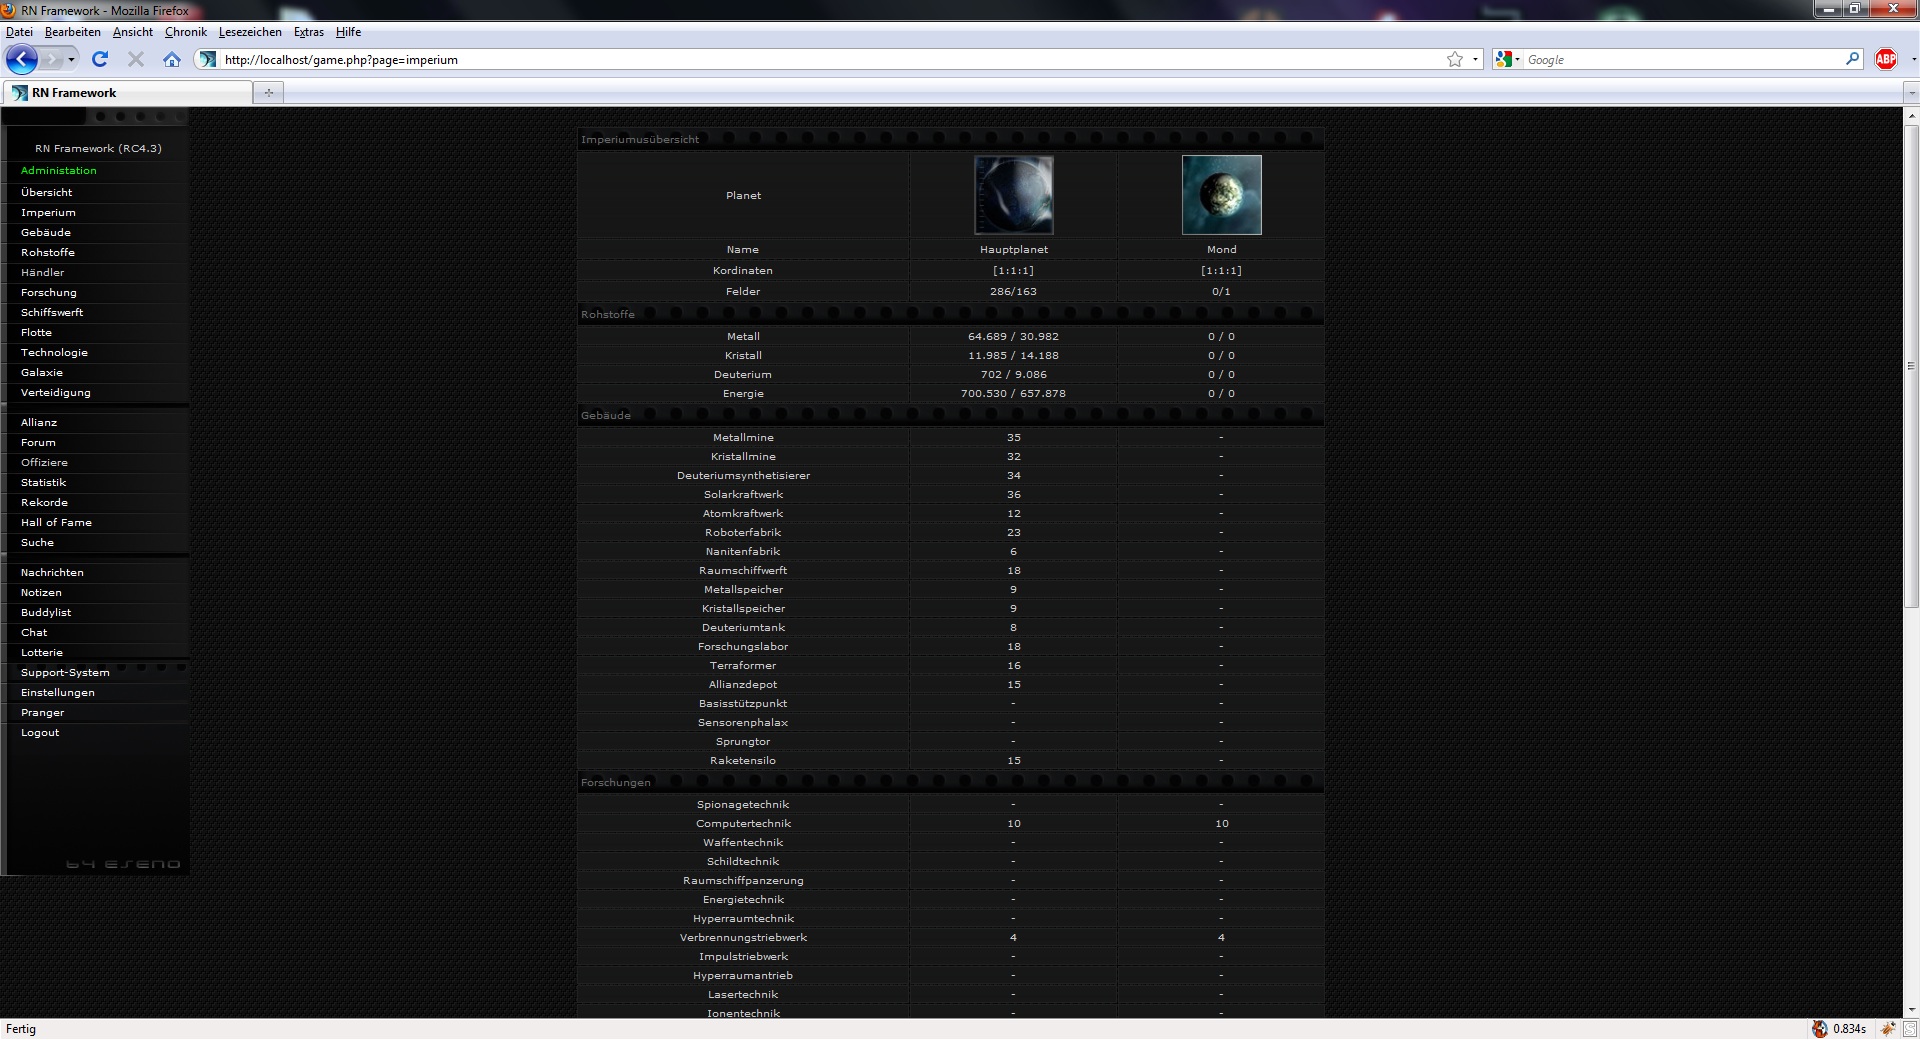 RN Framework - Mozilla Firefox
Datei Bearbeiten Ansicht Chronik Lesezeichen Extras Hilfe
http://localhost/game.php?page=imperium Google ABP
RN Framework
RN Framework (RC4.3)
Administation
Übersicht
Imperium
Gebäude
Rohstoffe
Händler
Forschung
Schiffswerft
Flotte
Technologie
Galaxie
Verteidigung
Allianz
Forum
Offiziere
Statistik
Rekorde
Hall of Fame
Suche
Nachrichten
Notizen
Buddylist
Chat
Lotterie
Support-System
Einstellungen
Pranger
Logout
64 ESENO
Imperiumusübersicht
Planet
Name Hauptplanet Mond
Kordinaten [1:1:1] [1:1:1]
Felder 286/163 0/1
Rohstoffe
Metall 64.689 / 30.982 0 / 0
Kristall 11.985 / 14.188 0 / 0
Deuterium 702 / 9.086 0 / 0
Energie 700.530 / 657.878 0 / 0
Gebäude
Metallmine 35 -
Kristallmine 32 -
Deuteriumsynthetisierer 34 -
Solarkraftwerk 36 -
Atomkraftwerk 12 -
Roboterfabrik 23 -
Nanitenfabrik 6 -
Raumschiffwerft 18 -
Metallspeicher 9 -
Kristallspeicher 9 -
Deuteriumtank 8 -
Forschungslabor 18 -
Terraformer 16 -
Allianzdepot 15 -
Basisstützpunkt - -
Sensorenphalax - -
Sprungtor - -
Raketensilo 15 -
Forschungen
Spionagetechnik - -
Computertechnik 10 10
Waffentechnik - -
Schildtechnik - -
Raumschiffpanzerung - -
Energietechnik - -
Hyperraumtechnik - -
Verbrennungstriebwerk 4 4
Impulstriebwerk - -
Hyperraumantrieb - -
Lasertechnik - -
Ionentechnik - -
Fertig 0.834s